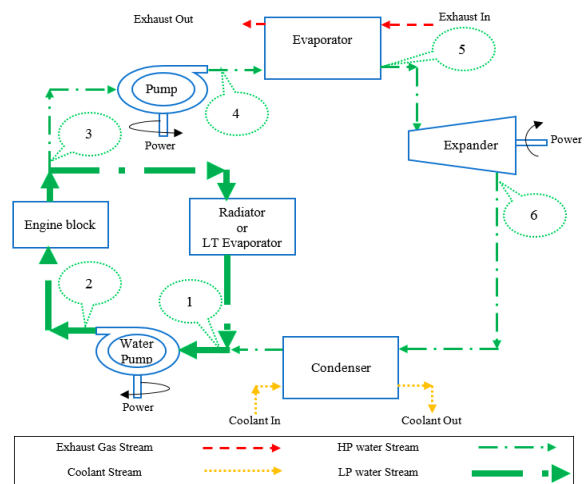 Exhaust Out
Exhaust In
Evaporator
5
Pump
4
3
Power
Expander
Power
6
Engine block
Radiator
or
LT Evaporator
2
1
Water
Pump
Condenser
Power
Coolant In
Coolant Out
Exhaust Gas Stream
HP water Stream
Coolant Stream
LP water Stream